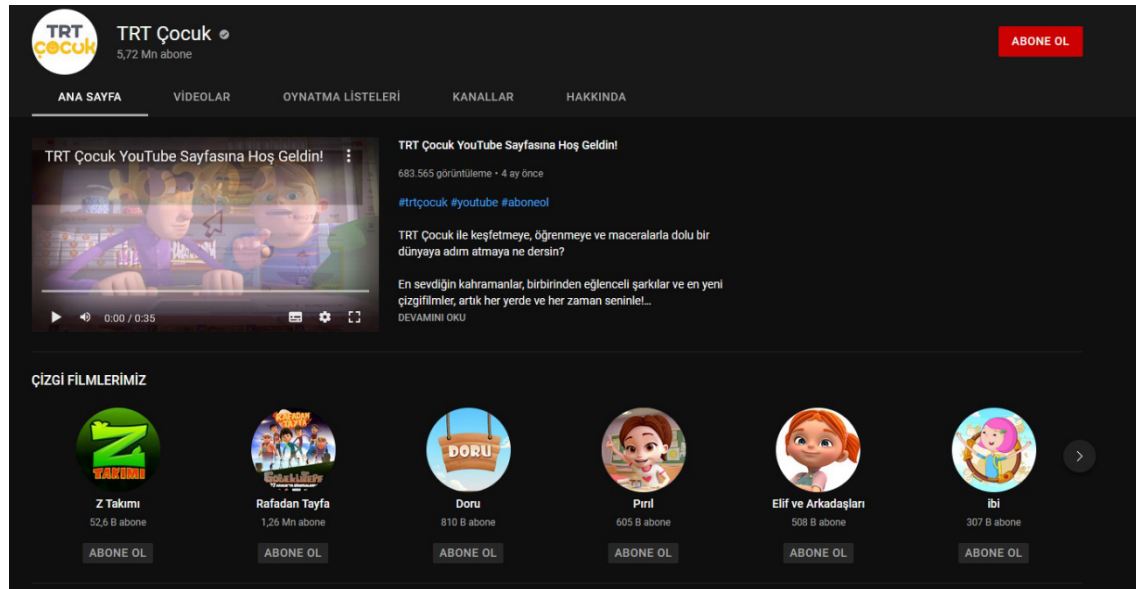 TRT
çocuk
TRT Çocuk
5,72 Mn abone
ABONE OL
ANA SAYFA VİDEOLAR OYNATMA LİSTELERİ KANALLAR HAKKINDA
TRT Çocuk YouTube Sayfasına Hoş Geldin!
0:00 / 0:35
TRT Çocuk YouTube Sayfasına Hoş Geldin!
683.565 görüntüleme • 4 ay önce
#trtçocuk #youtube #aboneol
TRT Çocuk ile keşfetmeye, öğrenmeye ve maceralarla dolu bir
dünyaya adım atmaya ne dersin?
En sevdiğin kahramanlar, birbirinden eğlenceli şarkılar ve en yeni
çizgifilmler, artık her yerde ve her zaman seninle!...
DEVAMINI OKU
ÇİZGİ FİLMLERİMİZ
Z
TAKIMI
RAFADAN
TAYFA
DORU
Z Takımı Rafadan Tayfa Doru Pırıl Elif ve Arkadaşları ibi
52,6 B abone 1,26 Mn abone 810 B abone 605 B abone 508 B abone 307 B abone
ABONE OL ABONE OL ABONE OL ABONE OL ABONE OL ABONE OL